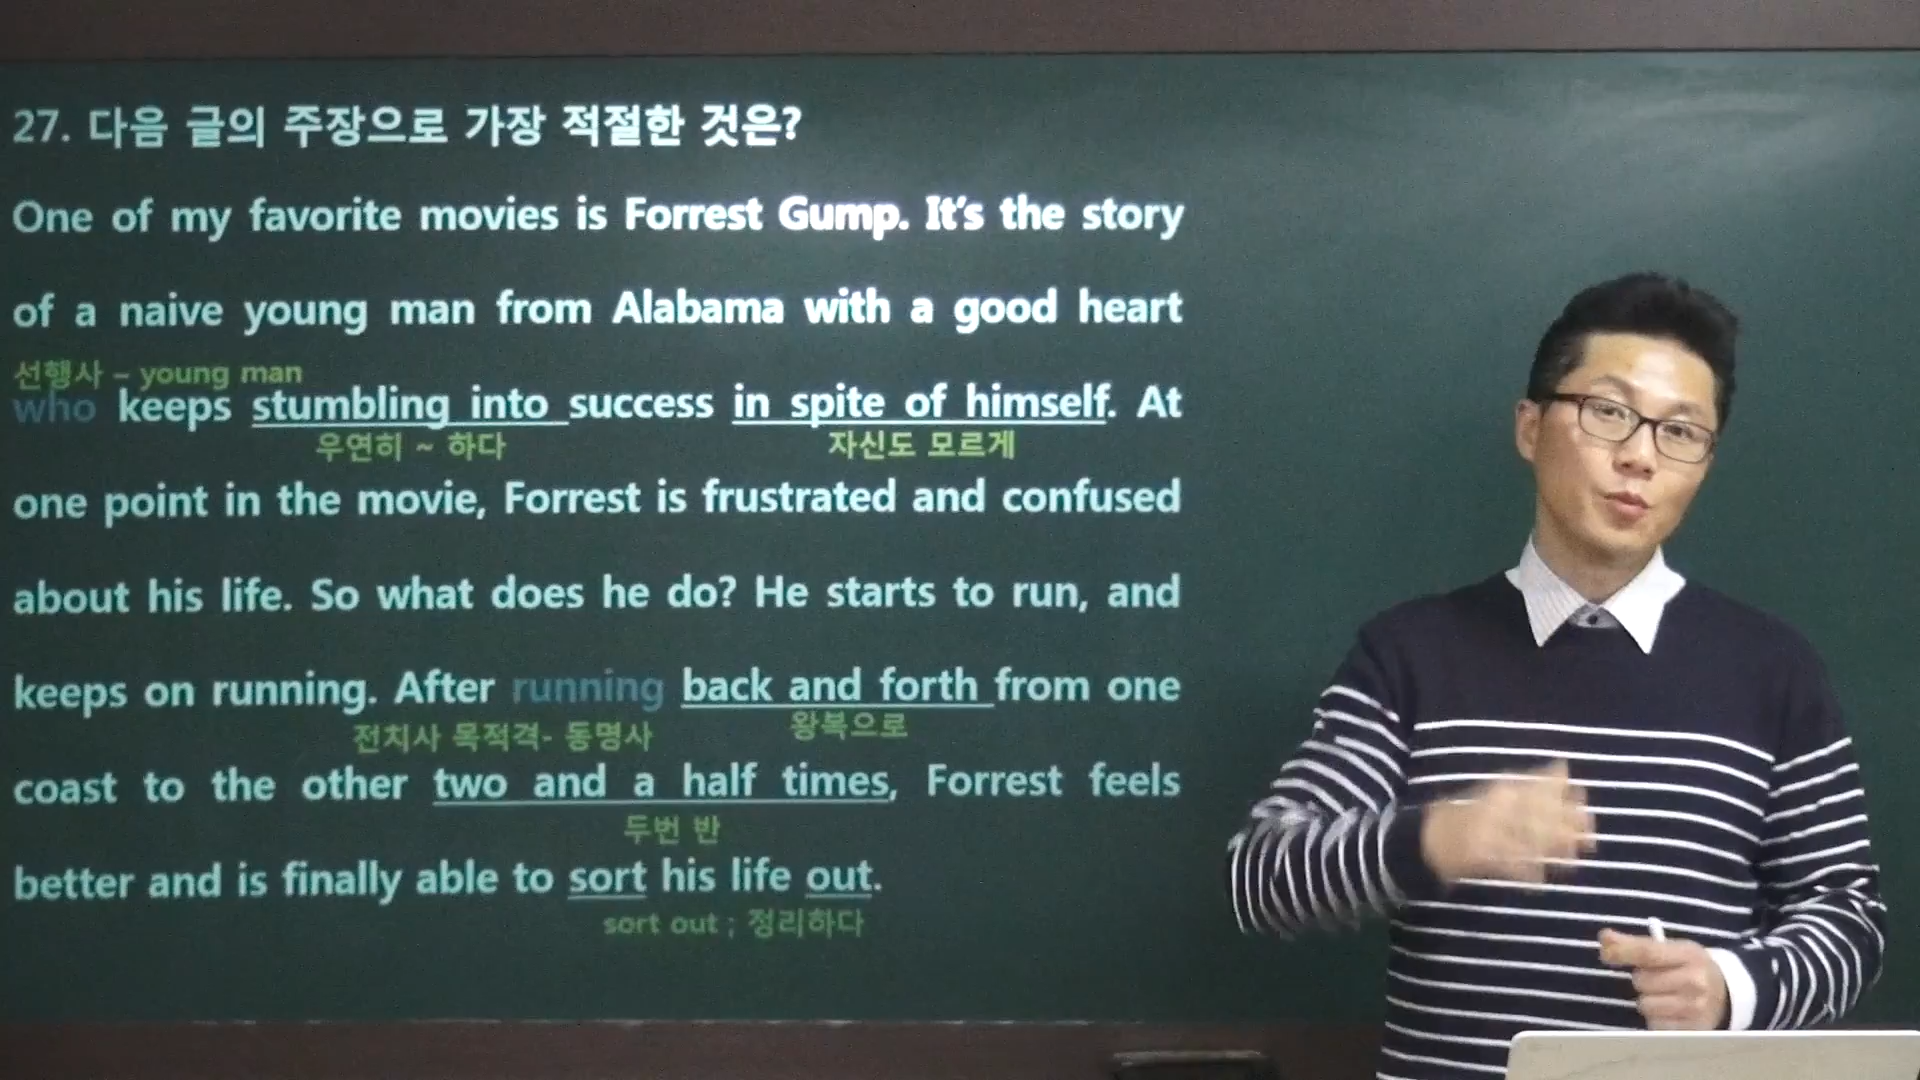 27. 다음 글의 주장으로 가장 적절한 것은?
One of my favorite movies is Forrest Gump. It's the story
of a naive young man from Alabama with a good heart
선행사 – young man
who keeps stumbling into success in spite of himself. At
우연히 ~ 하다 자신도 모르게
one point in the movie, Forrest is frustrated and confused
about his life. So what does he do? He starts to run, and
keeps on running. After running back and forth from one
전치사 목적격- 동명사 왕복으로
coast to the other two and a half times, Forrest feels
두번 반
better and is finally able to sort his life out.
sort out ; 정리하다